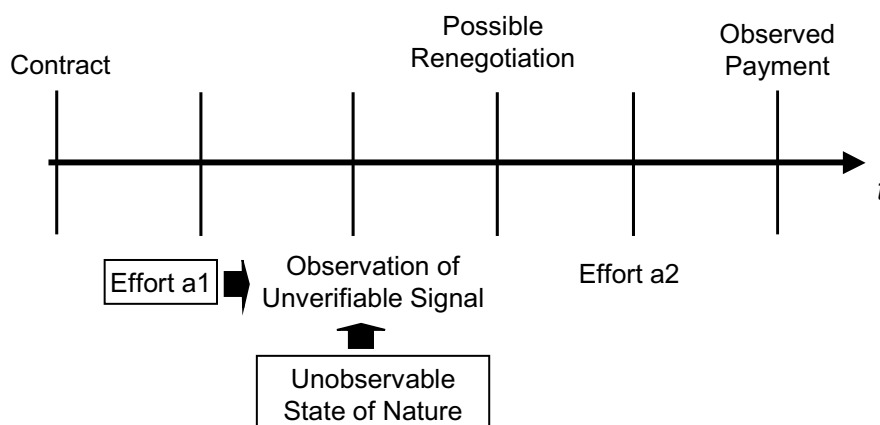 Contract
Possible
Renegotiation
Observed
Payment
t
Effort a1
Observation of
Unverifiable Signal
Effort a2
Unobservable
State of Nature